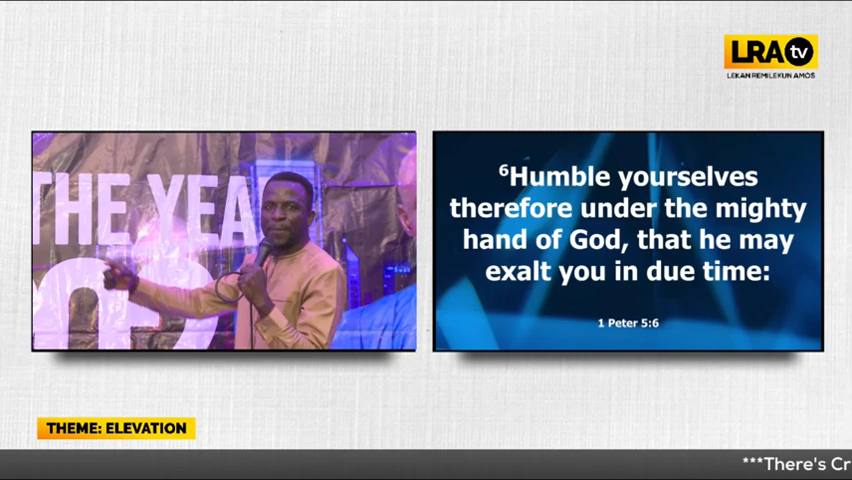 LRA tv
LEKAN REMILEKUN AMOS
THE YEA
⁶Humble yourselves
therefore under the mighty
hand of God, that he may
exalt you in due time:
1 Peter 5:6
THEME: ELEVATION
***There's Cr